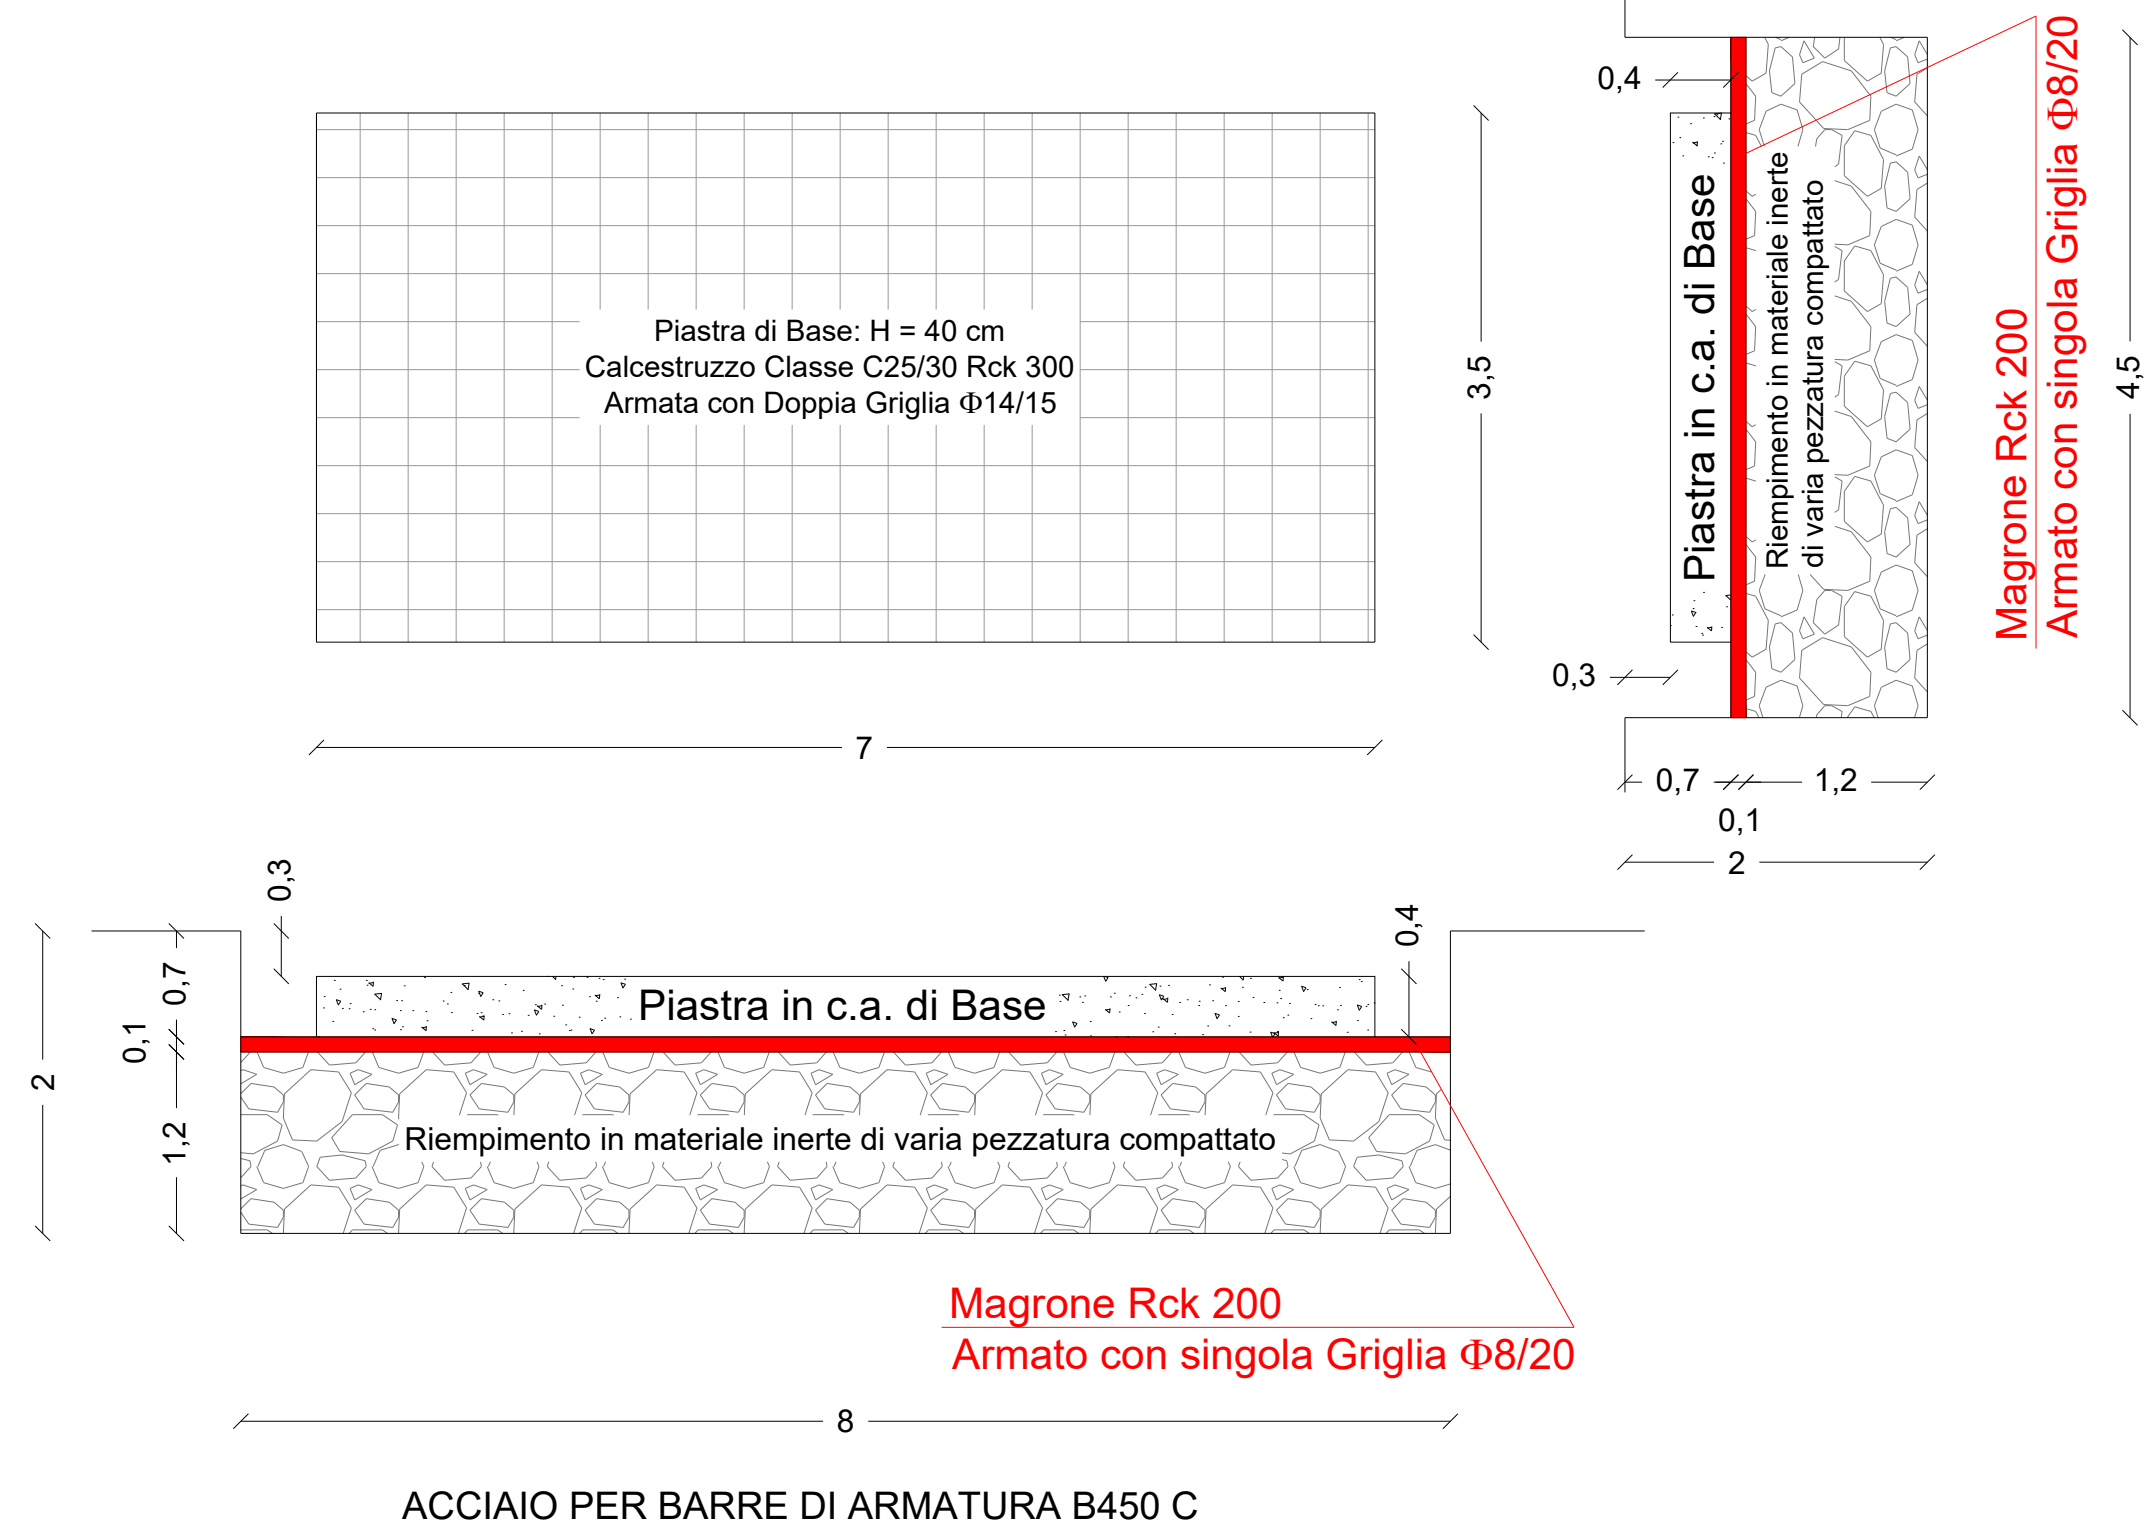 Piastra di Base: H = 40 cm
Calcestruzzo Classe C25/30 Rck 300
Armata con Doppia Griglia Φ14/15
7
3,5
0,4
Piastra in c.a. di Base
Riempimento in materiale inerte
di varia pezzatura compattato
0,3
Magrone Rck 200
Armato con singola Griglia Φ8/20
4,5
0,7
1,2
0,1
2
0,3
0,4
2
0,7
0,1
1,2
Piastra in c.a. di Base
Riempimento in materiale inerte di varia pezzatura compattato
Magrone Rck 200
Armato con singola Griglia Φ8/20
8
ACCIAIO PER BARRE DI ARMATURA B450 C